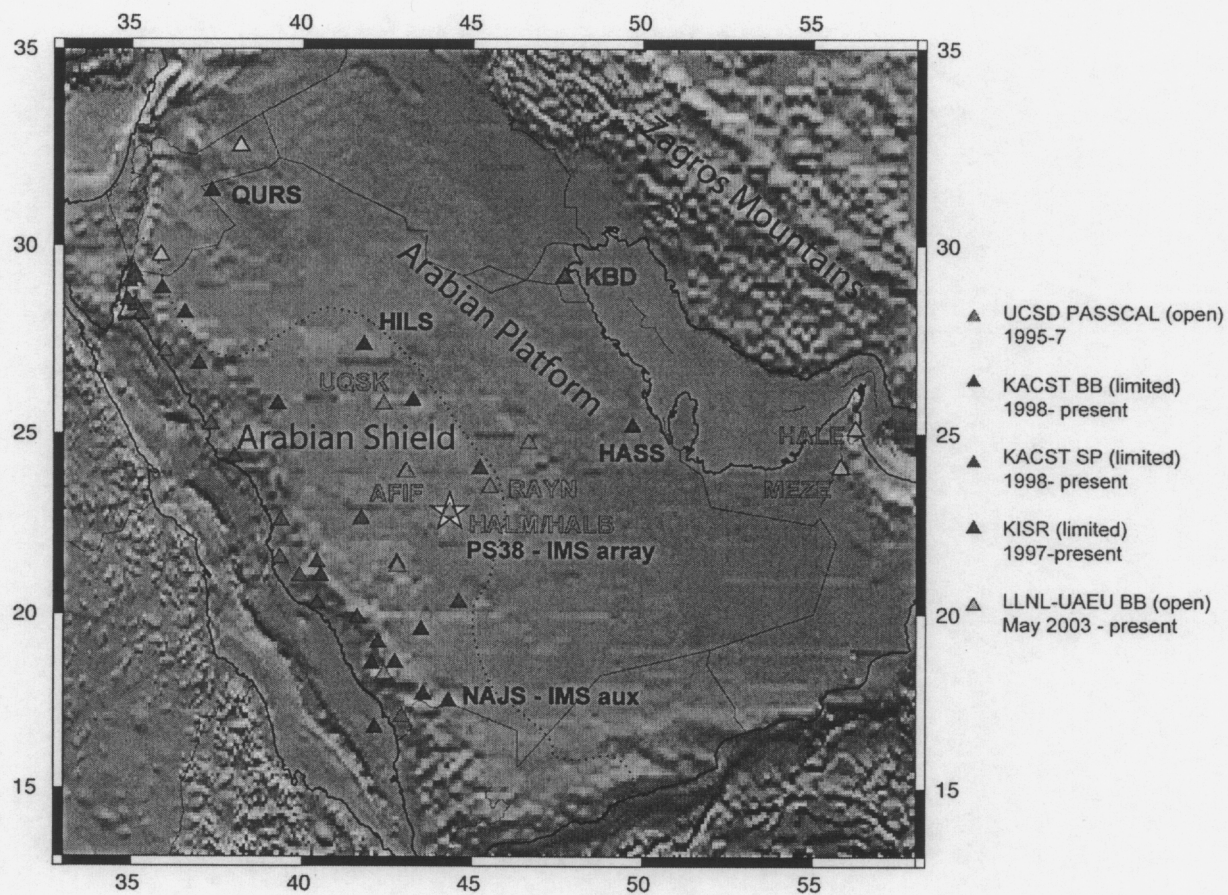 35 40 45 50 55
35 35
Zagros Mountains
QURS
30 30
Arabian Platform
KBD
HILS
UQSK
25 25
Arabian Shield
HASS
HALE
AFIF
RAYN
MEZE
HALM/HALB
PS38 - IMS array
20 20
NAJS - IMS aux
15 15
35 40 45 50 55
UCSD PASSCAL (open)
1995-7
KACST BB (limited)
1998- present
KACST SP (limited)
1998- present
KISR (limited)
1997-present
LLNL-UAEU BB (open)
May 2003 - present